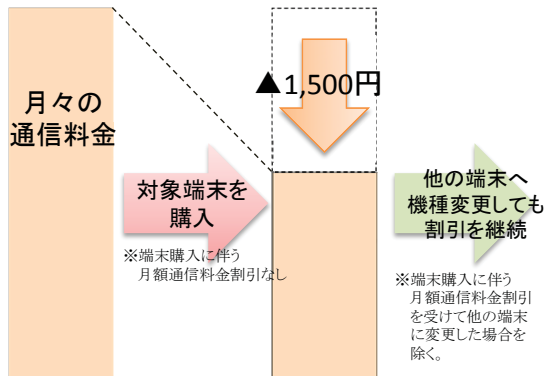 月々の
通信料金
対象端末を
購入
※端末購入に伴う
月額通信料金割引なし
▲1,500円
他の端末へ
機種変更しても
割引を継続
※端末購入に伴う
月額通信料金割引
を受けて他の端末
に変更した場合を
除く。